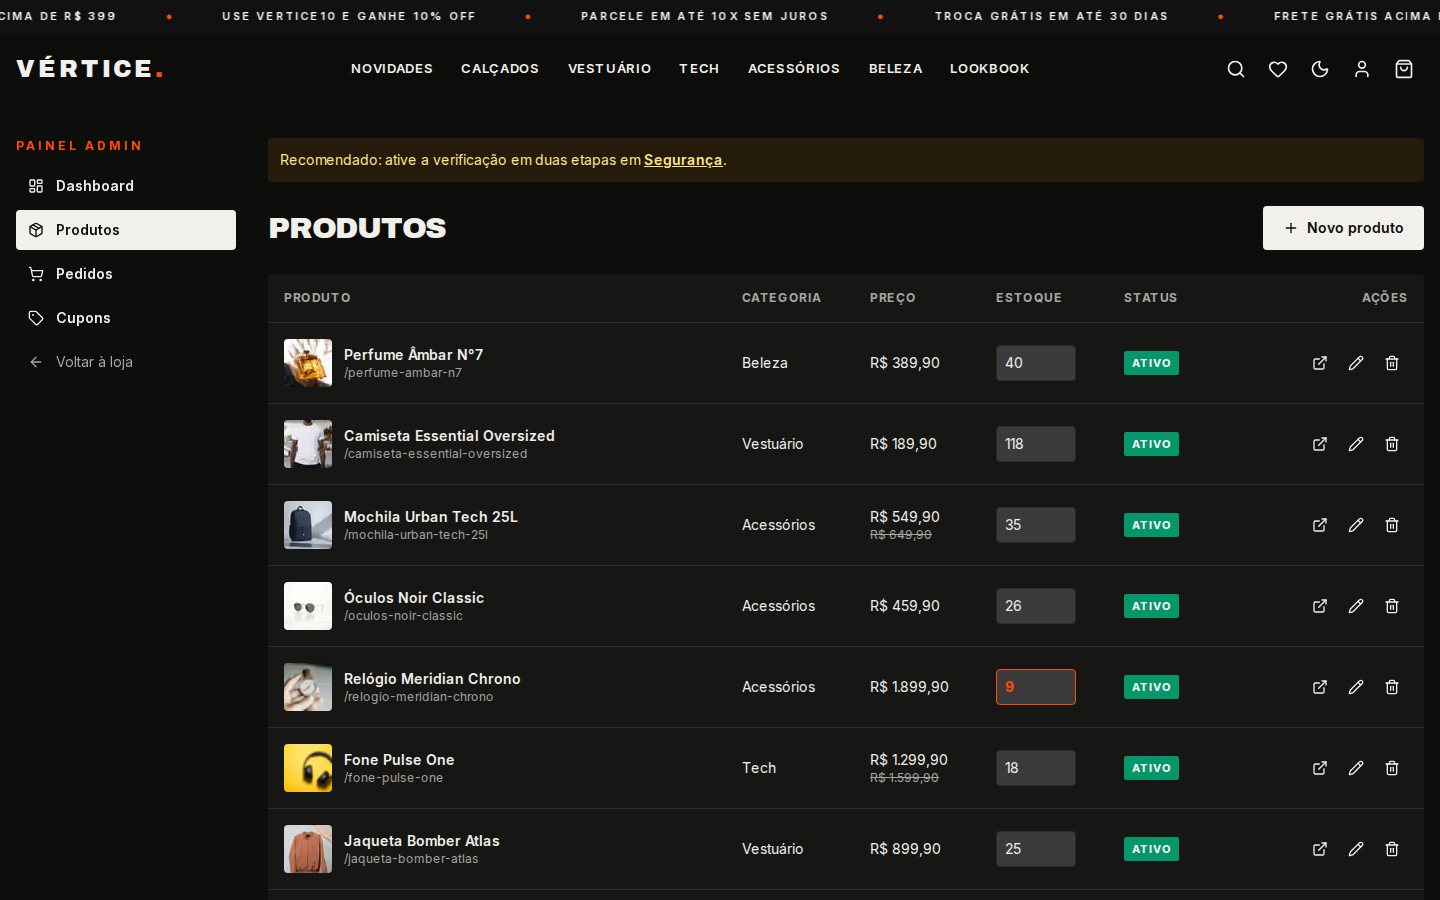 CIMA DE R$ 399 • USE VERTICE10 E GANHE 10% OFF • PARCELE EM ATÉ 10X SEM JUROS • TROCA GRÁTIS EM ATÉ 30 DIAS • FRETE GRÁTIS ACIMA
VÉRTICE.
NOVIDADES CALÇADOS VESTUÁRIO TECH ACESSÓRIOS BELEZA LOOKBOOK
PAINEL ADMIN
Dashboard
Produtos
Pedidos
Cupons
Voltar à loja
Recomendado: ative a verificação em duas etapas em Segurança.
PRODUTOS
Novo produto
PRODUTO CATEGORIA PREÇO ESTOQUE STATUS AÇÕES
Perfume Âmbar N°7
/perfume-ambar-n7
Beleza R$ 389,90 40 ATIVO
Camiseta Essential Oversized
/camiseta-essential-oversized
Vestuário R$ 189,90 118 ATIVO
Mochila Urban Tech 25L
/mochila-urban-tech-25l
Acessórios R$ 549,90 35 ATIVO
R$ 649,90
Óculos Noir Classic
/oculos-noir-classic
Acessórios R$ 459,90 26 ATIVO
Relógio Meridian Chrono
/relogio-meridian-chrono
Acessórios R$ 1.899,90 9 ATIVO
Fone Pulse One
/fone-pulse-one
Tech R$ 1.299,90 18 ATIVO
R$ 1.599,90
Jaqueta Bomber Atlas
/jaqueta-bomber-atlas
Vestuário R$ 899,90 25 ATIVO